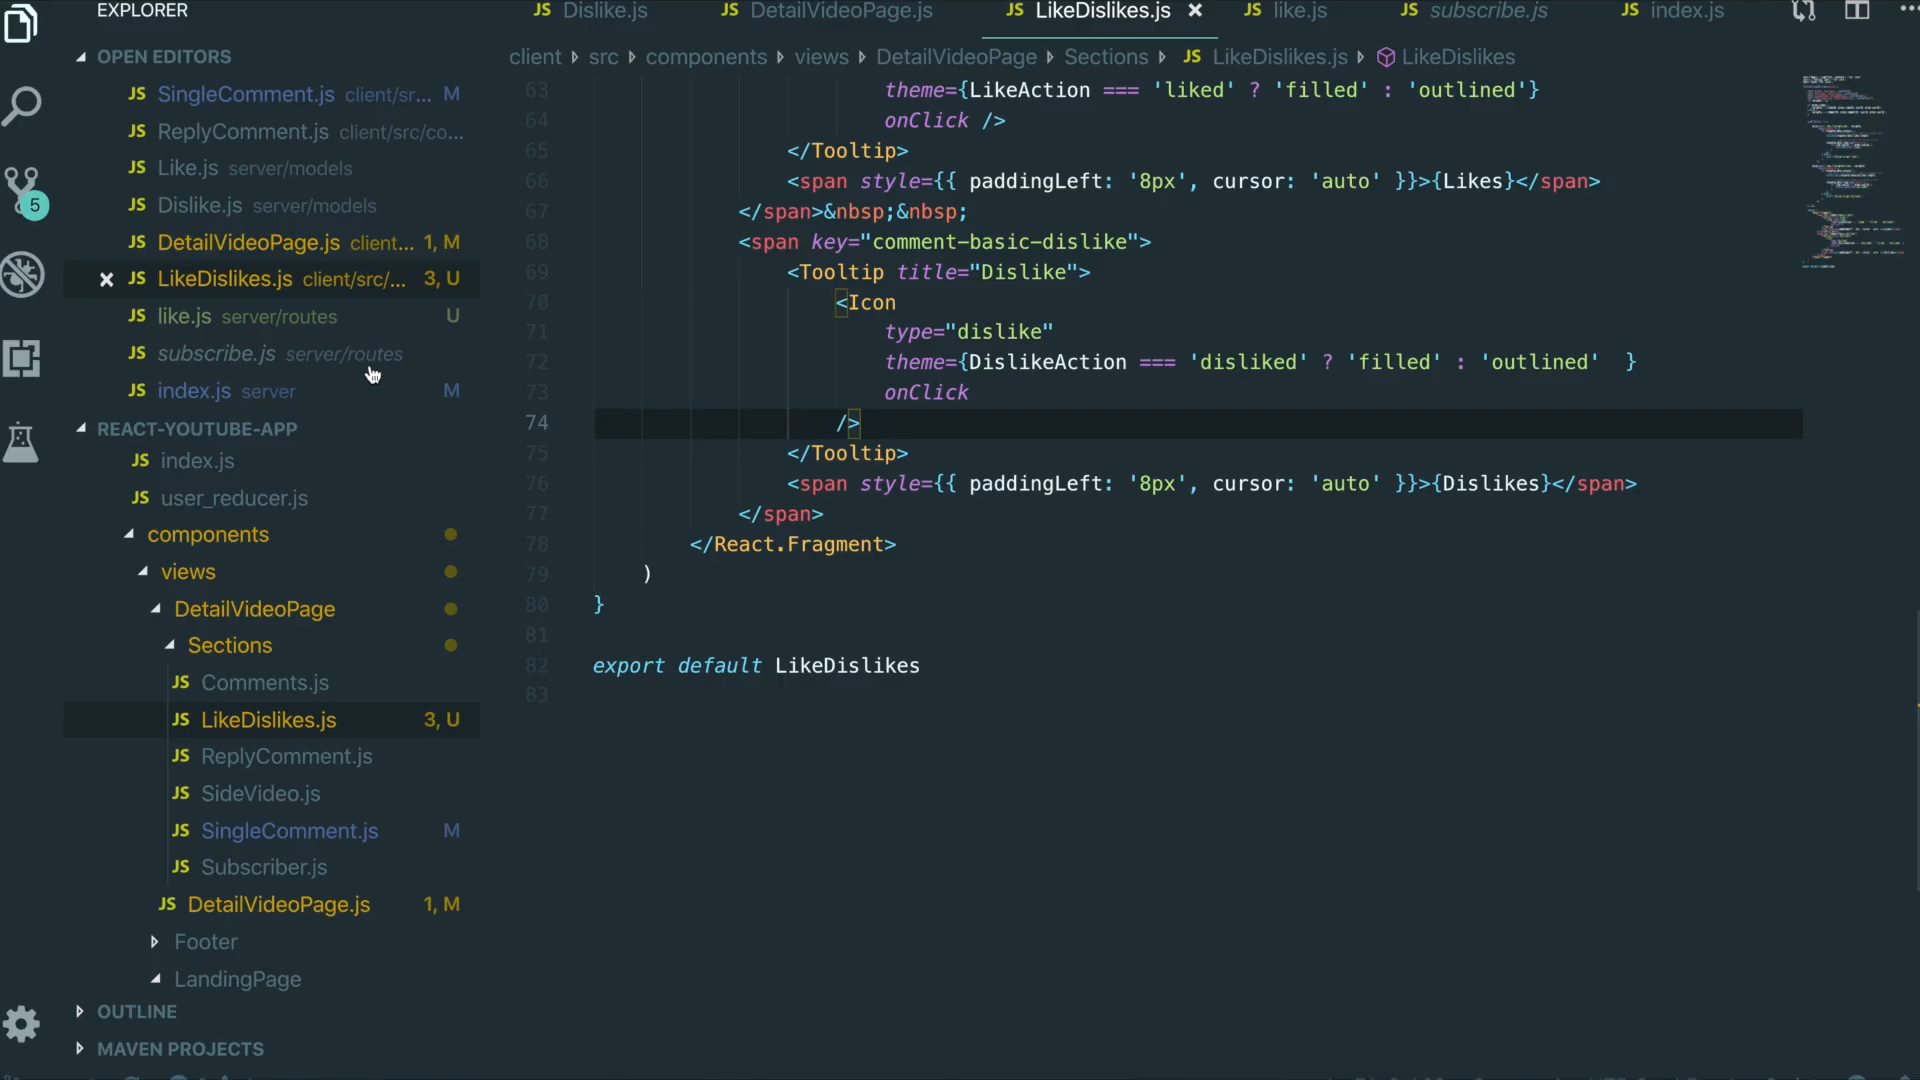 EXPLORER
OPEN EDITORS
JS SingleComment.js client/sr... M
JS ReplyComment.js client/src/co...
JS Like.js server/models
JS Dislike.js server/models
JS DetailVideoPage.js client... 1, M
JS LikeDislikes.js client/src/... 3, U
JS like.js server/routes U
JS subscribe.js server/routes
JS index.js server M
5
REACT-YOUTUBE-APP
JS index.js
JS user_reducer.js
components
views
DetailVideoPage
Sections
JS Comments.js
JS LikeDislikes.js 3, U
JS ReplyComment.js
JS SideVideo.js
JS SingleComment.js M
JS Subscriber.js
JS DetailVideoPage.js 1, M
Footer
LandingPage
OUTLINE
MAVEN PROJECTS
JS Dislike.js JS DetailVideoPage.js JS LikeDislikes.js JS like.js JS subscribe.js JS index.js
client src components views DetailVideoPage Sections JS LikeDislikes.js LikeDislikes
63 theme={LikeAction === 'liked' ? 'filled' : 'outlined'}
64 onClick />
65 </Tooltip>
66 <span style={{ paddingLeft: '8px', cursor: 'auto' }}>{Likes}</span>
67 </span>&nbsp;&nbsp;
68 <span key="comment-basic-dislike">
69 <Tooltip title="Dislike">
70 <Icon
71 type="dislike"
72 theme={DislikeAction === 'disliked' ? 'filled' : 'outlined' }
73 onClick
74 />
75 </Tooltip>
76 <span style={{ paddingLeft: '8px', cursor: 'auto' }}>{Dislikes}</span>
77 </span>
78 </React.Fragment>
79 )
80 }
81
82 export default LikeDislikes
83